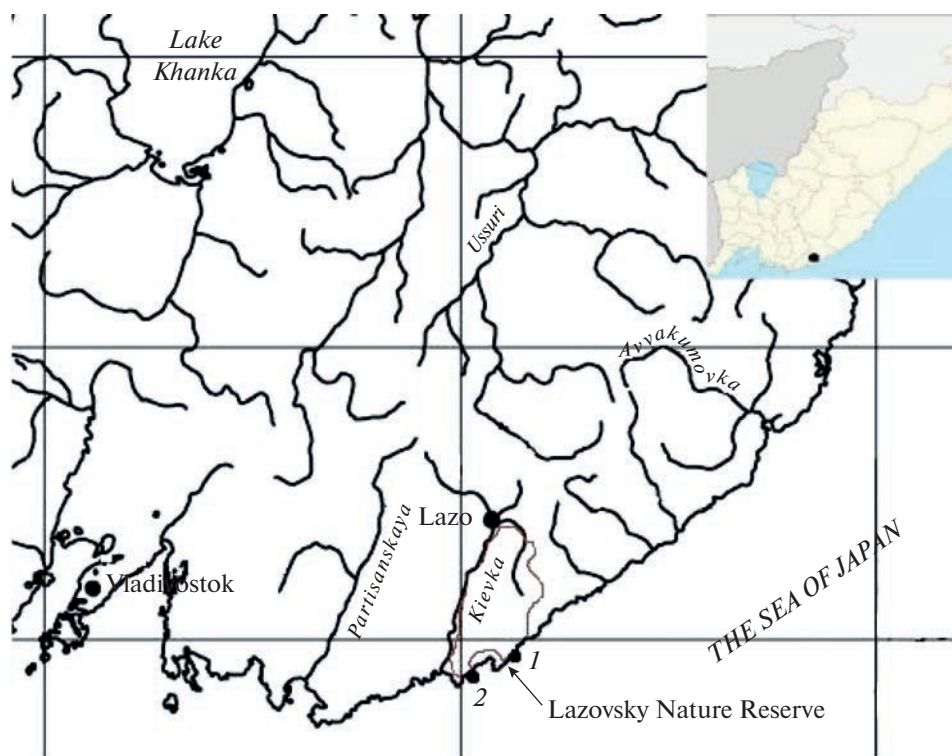 Lake
Khanka
Ussuri
Avvakumovka
Lazo
Partisanskaya
Kievka
Vladivostok
THE SEA OF JAPAN
1
2
Lazovsky Nature Reserve